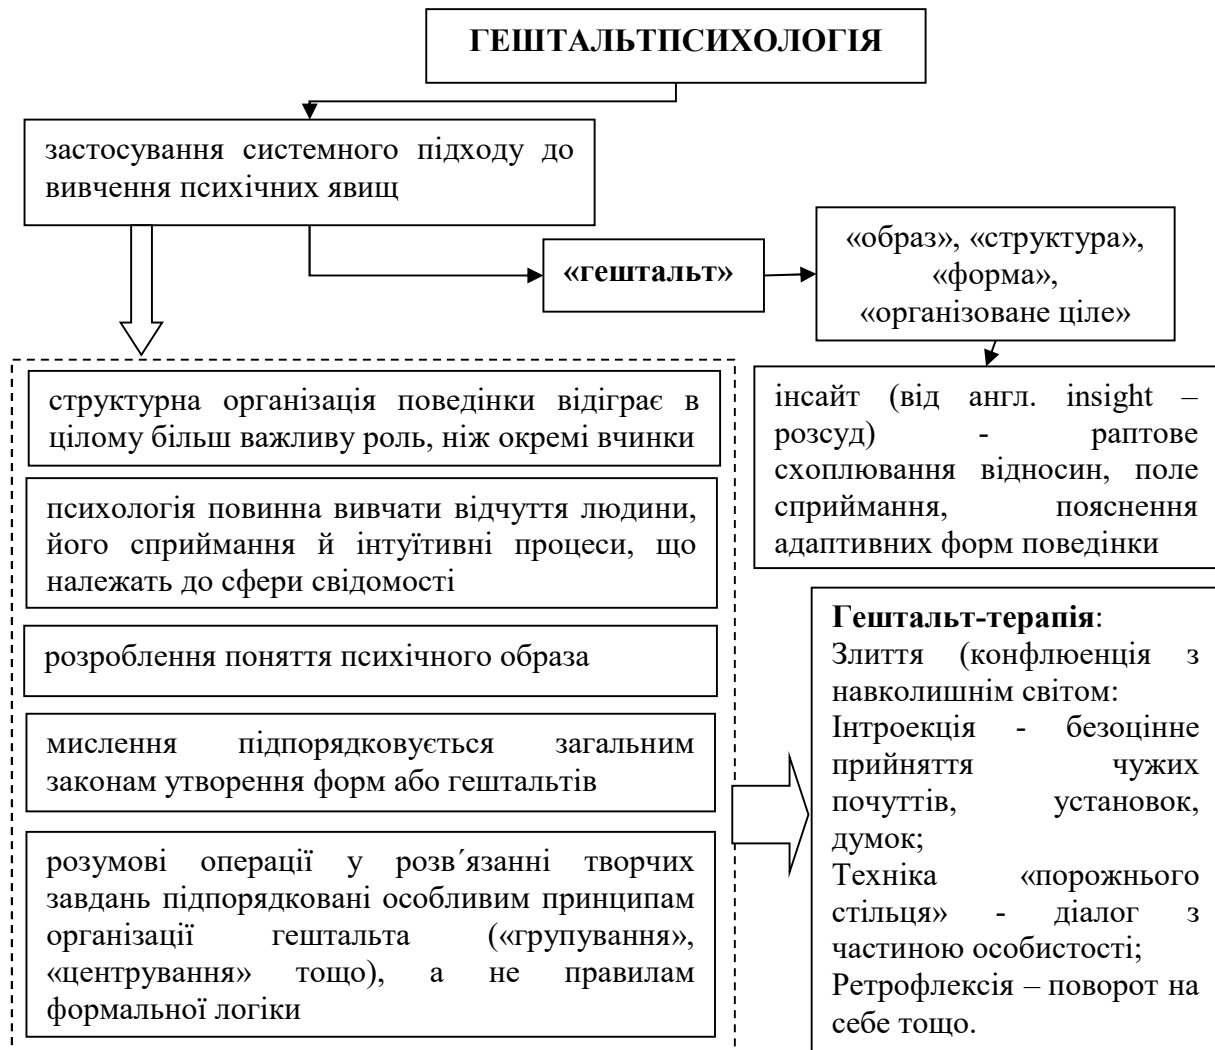 ГЕШТАЛЬТПСИХОЛОГІЯ
застосування системного підходу до
вивчення психічних явищ
«гештальт»
«образ», «структура»,
«форма»,
«організоване ціле»
структурна організація поведінки відіграє в
цілому більш важливу роль, ніж окремі вчинки
психологія повинна вивчати відчуття людини,
його сприймання й інтуїтивні процеси, що
належать до сфери свідомості
розроблення поняття психічного образа
мислення підпорядковується загальним
законам утворення форм або гештальтів
розумові операції у розв´язанні творчих
завдань підпорядковані особливим принципам
організації гештальта («групування»,
«центрування» тощо), а не правилам
формальної логіки
інсайт (від англ. insight –
розсуд) - раптове
схоплювання відносин, поле
сприймання, пояснення
адаптивних форм поведінки
Гештальт-терапія:
Злиття (конфлюенція з
навколишнім світом:
Інтроекція - безоцінне
прийняття чужих
почуттів, установок,
думок;
Техніка «порожнього
стільця» - діалог з
частиною особистості;
Ретрофлексія – поворот на
себе тощо.